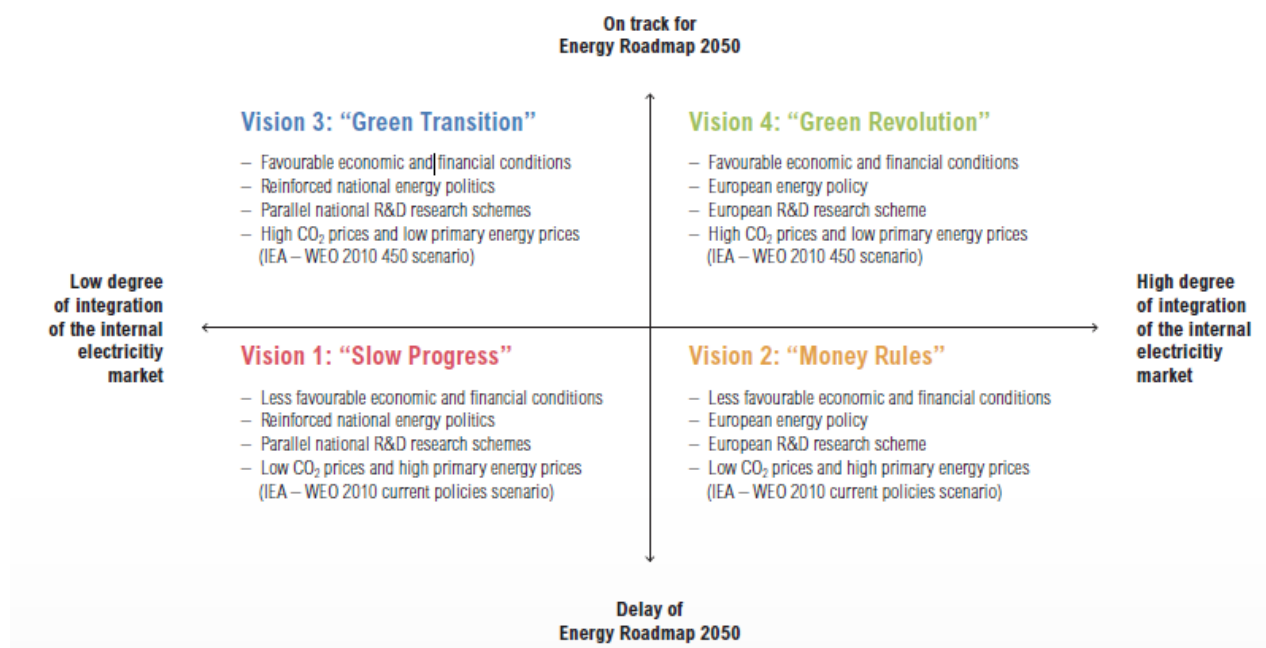 On track for
Energy Roadmap 2050
Vision 3: “Green Transition”
– Favourable economic and financial conditions
– Reinforced national energy politics
– Parallel national R&D research schemes
– High CO₂ prices and low primary energy prices
(IEA – WEO 2010 450 scenario)
Vision 4: “Green Revolution”
– Favourable economic and financial conditions
– European energy policy
– European R&D research scheme
– High CO₂ prices and low primary energy prices
(IEA – WEO 2010 450 scenario)
Low degree
of integration
of the internal
electricitiy
market
High degree
of integration
of the internal
electricitiy
market
Vision 1: “Slow Progress”
– Less favourable economic and financial conditions
– Reinforced national energy politics
– Parallel national R&D research schemes
– Low CO₂ prices and high primary energy prices
(IEA – WEO 2010 current policies scenario)
Vision 2: “Money Rules”
– Less favourable economic and financial conditions
– European energy policy
– European R&D research scheme
– Low CO₂ prices and high primary energy prices
(IEA – WEO 2010 current policies scenario)
Delay of
Energy Roadmap 2050